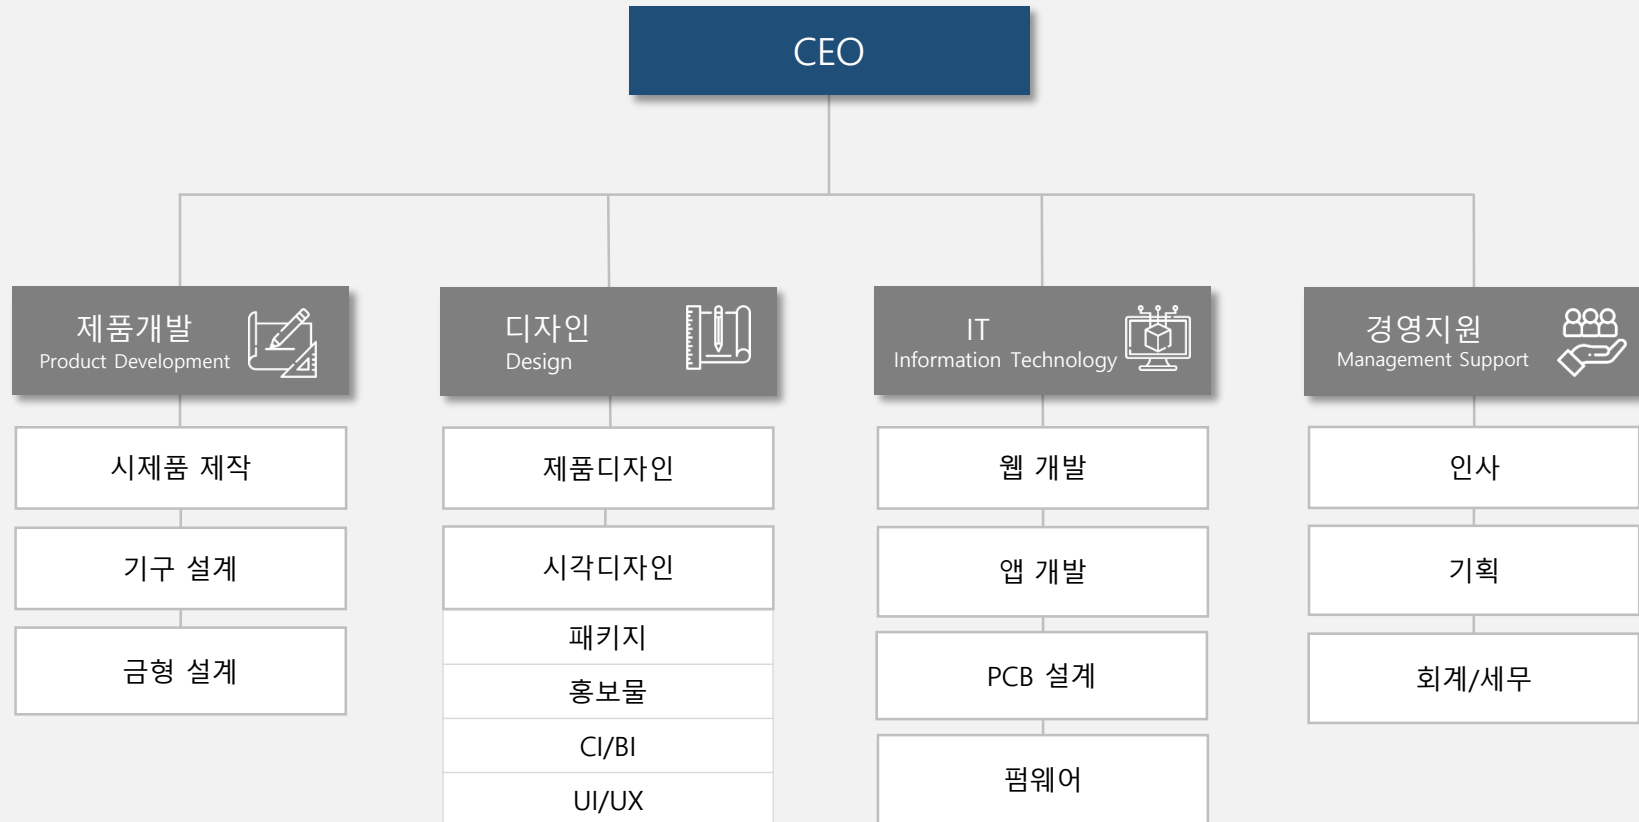 CEO
제품개발
Product Development
시제품 제작
기구 설계
금형 설계
디자인
Design
제품디자인
시각디자인
패키지
홍보물
CI/BI
UI/UX
IT
Information Technology
웹 개발
앱 개발
PCB 설계
펌웨어
경영지원
Management Support
인사
기획
회계/세무